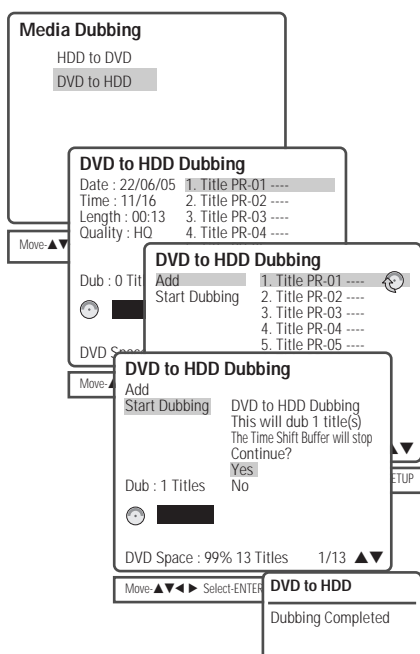 Media Dubbing
HDD to DVD
DVD to HDD
Move-▲▼
DVD to HDD Dubbing
Date : 22/06/05 1. Title PR-01 ----
Time : 11/16 2. Title PR-02 ----
Length : 00:13 3. Title PR-03 ----
Quality : HQ 4. Title PR-04 ----
Dub : 0 Tit
DVD
Move-▲
DVD to HDD Dubbing
Add 1. Title PR-01 ----
Start Dubbing 2. Title PR-02 ----
3. Title PR-03 ----
4. Title PR-04 ----
5. Title PR-05 ----
▲▼
ETUP
DVD to HDD Dubbing
Add
Start Dubbing DVD to HDD Dubbing
This will dub 1 title(s)
The Time Shift Buffer will stop
Continue?
Yes
Dub : 1 Titles No
DVD Space : 99% 13 Titles 1/13 ▲▼
Move-▲▼◄ ► Select-ENTER
DVD to HDD
Dubbing Completed